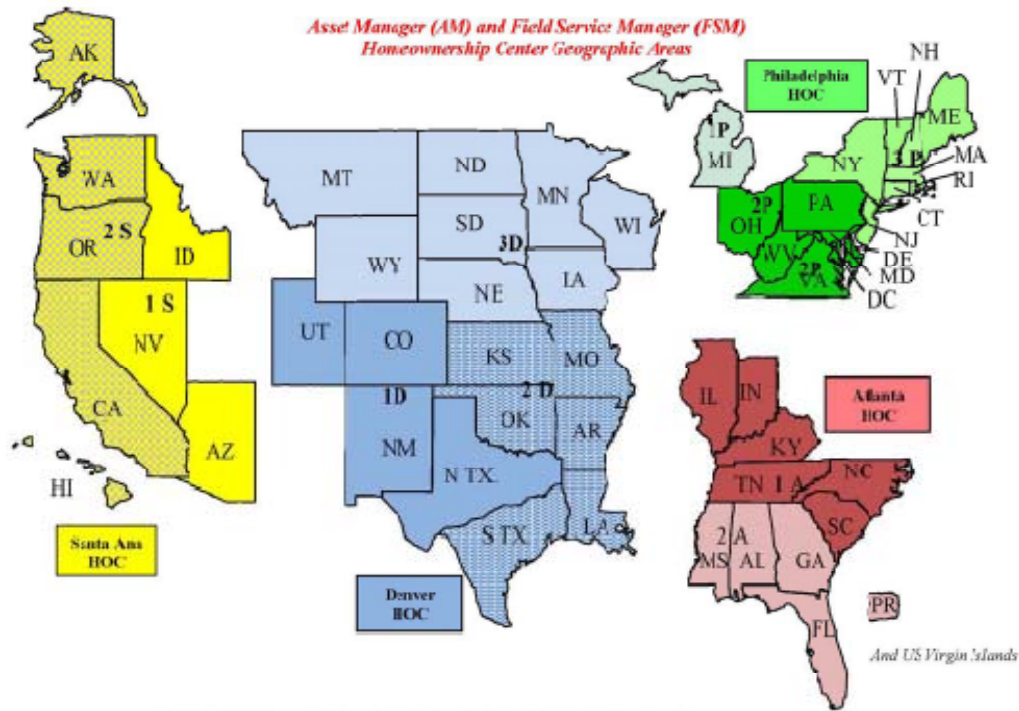 Asset Manager (AM) and Field Service Manager (FSM)
Homeownership Center Geographic Areas
AK
WA
OR
2 S
ID
1 S
NV
CA
AZ
HI
Santa Ana
HOC
MT
ND
MN
SD
WI
3D
WY
IA
NE
UT
CO
KS
MO
1D
2 D
OK
AR
NM
N TX.
S TX
LA
Denver
HOC
Philadelphia
HOC
NH
VT
ME
1P
MI
NY
3 P
MA
RI
CT
2P
PA
OH
NJ
WV
DE
2P
VA
MD
DC
IL
IN
Atlanta
HOC
KY
NC
TN 1 A
SC
2 A
MS
AL
GA
PR
FL
And US Virgin Islands